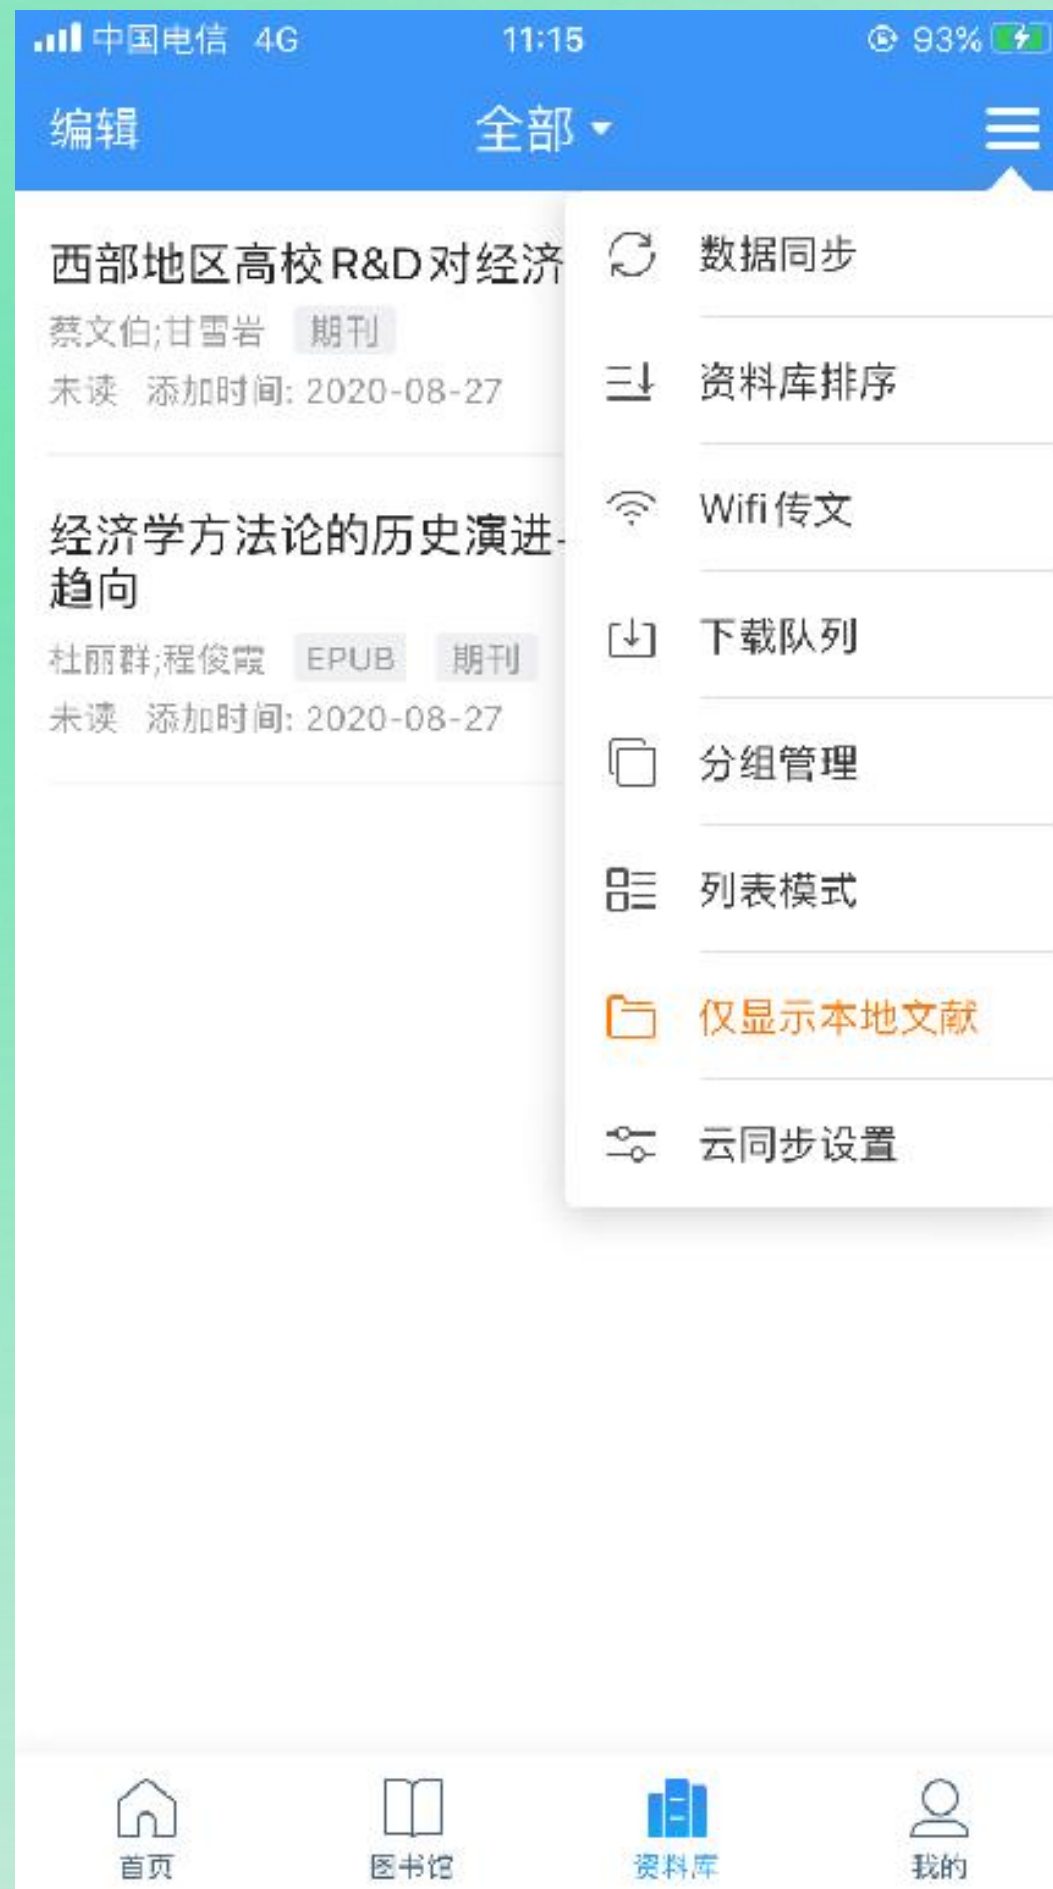 中国电信 4G 11:15 93%
编辑 全部
西部地区高校R&D对经济
蔡文伯;甘雪岩 期刊
未读 添加时间: 2020-08-27
经济学方法论的历史演进
趋向
杜丽群;程俊霞 EPUB 期刊
未读 添加时间: 2020-08-27
数据同步
资料库排序
Wifi传文
下载队列
分组管理
列表模式
仅显示本地文献
云同步设置
首页 图书馆 资料库 我的